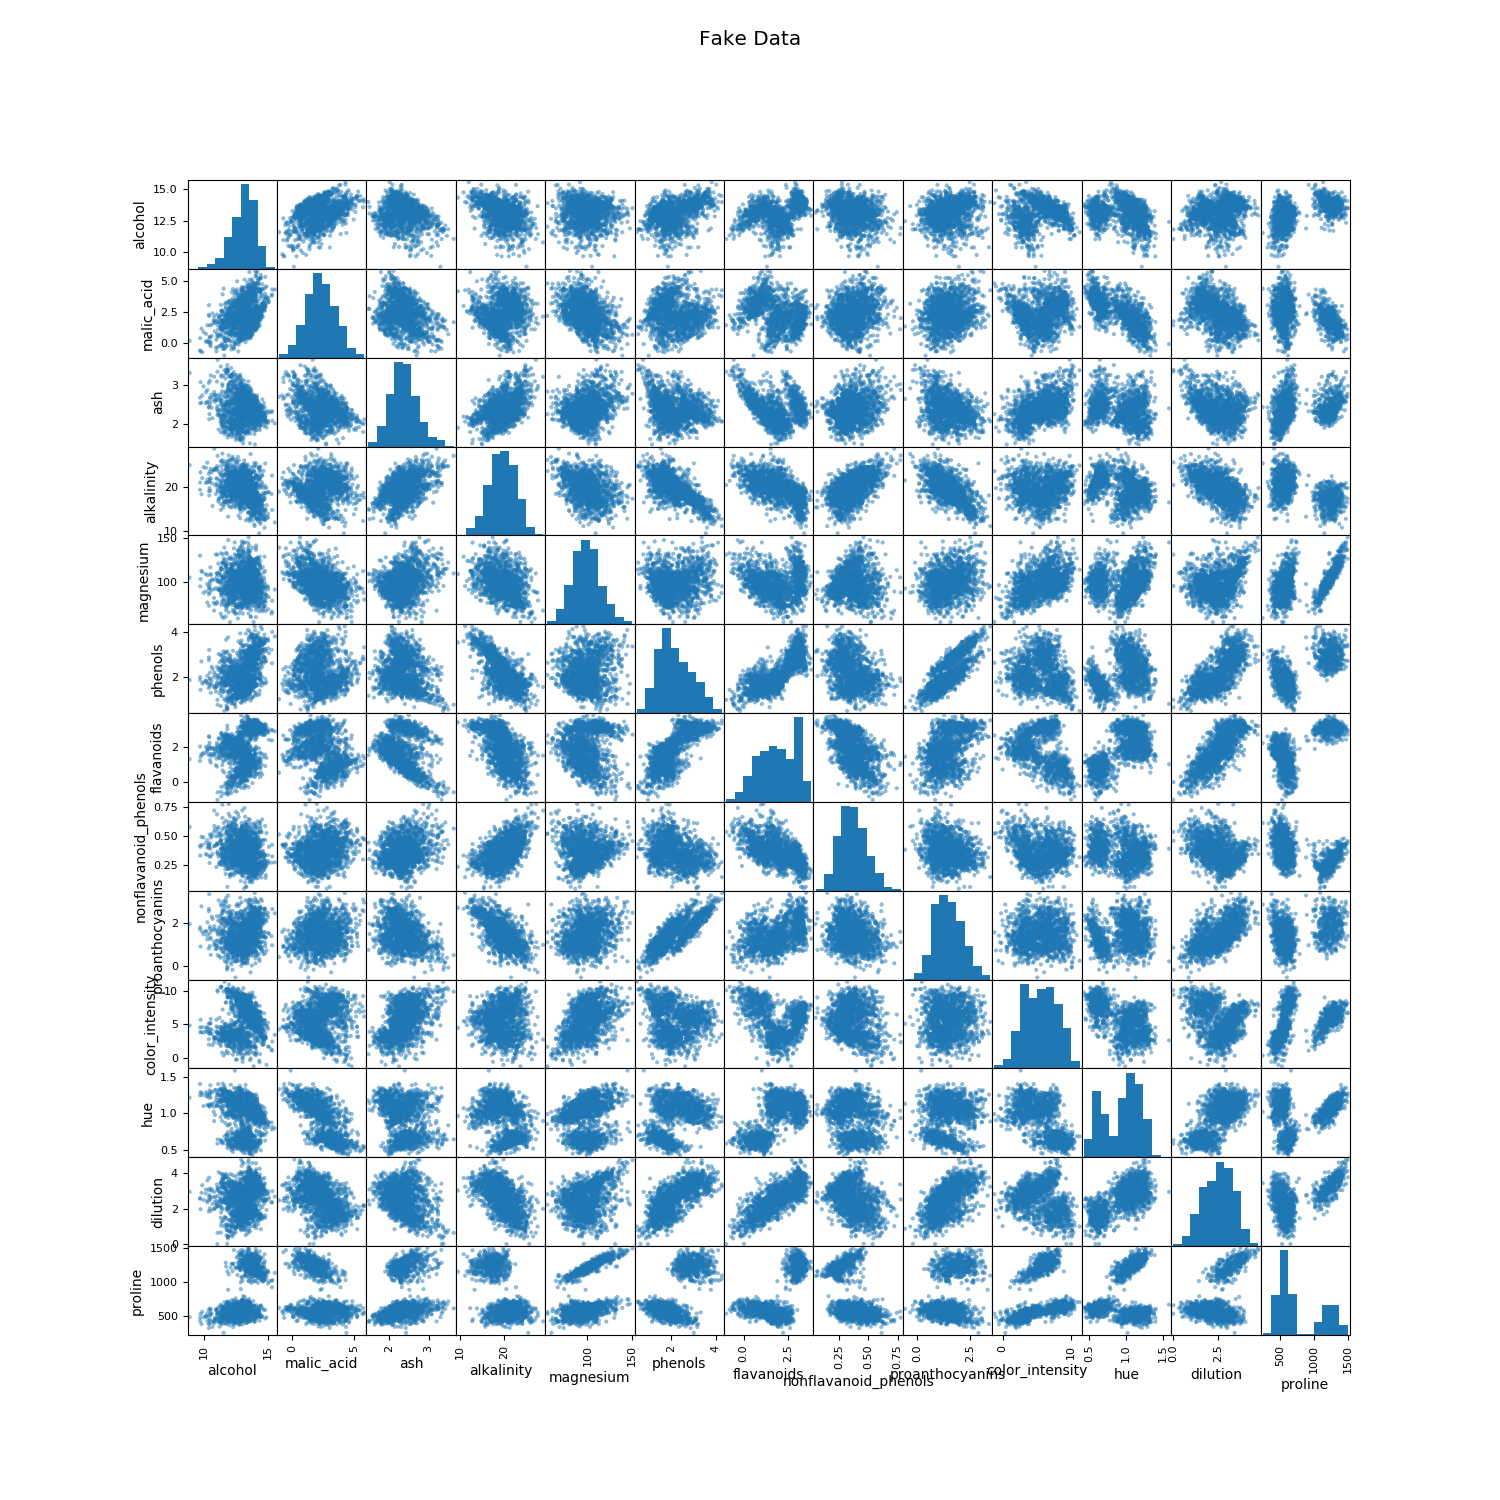 Fake Data
15.0
12.5
10.0
alcohol
5.0
2.5
0.0
malic_acid
3
2
ash
20
10
alkalinity
150
100
magnesium
4
2
phenols
2
0
flavanoids
0.75
0.50
0.25
nonflavanoid_phenols
2
0
proanthocyanins
10
5
0
color_intensity
1.5
1.0
0.5
hue
4
2
0
dilution
1500
1000
500
proline
10 15 0 5 2 3 10 20 100 150 2 4 0.0 2.5 0.25 0.50 0.75 0.0 2.5 0 10 0.5 1.0 1.5 0.0 2.5 500 1000 1500
alcohol malic_acid ash alkalinity magnesium phenols flavanoids nonflavanoid_phenols proanthocyanins color_intensity hue dilution proline